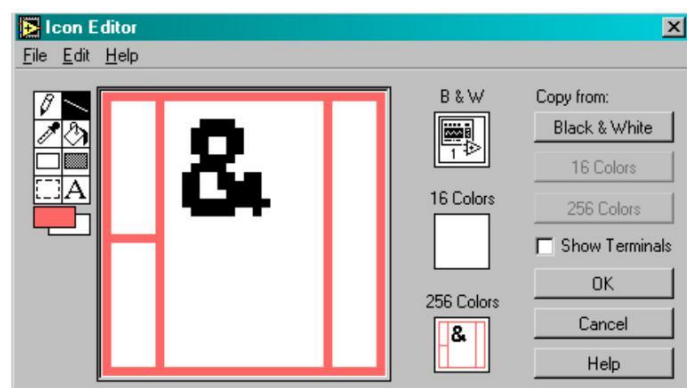 Icon Editor
File Edit Help
&
B & W
1
16 Colors
256 Colors
&
A
Copy from:
Black & White
16 Colors
256 Colors
Show Terminals
OK
Cancel
Help